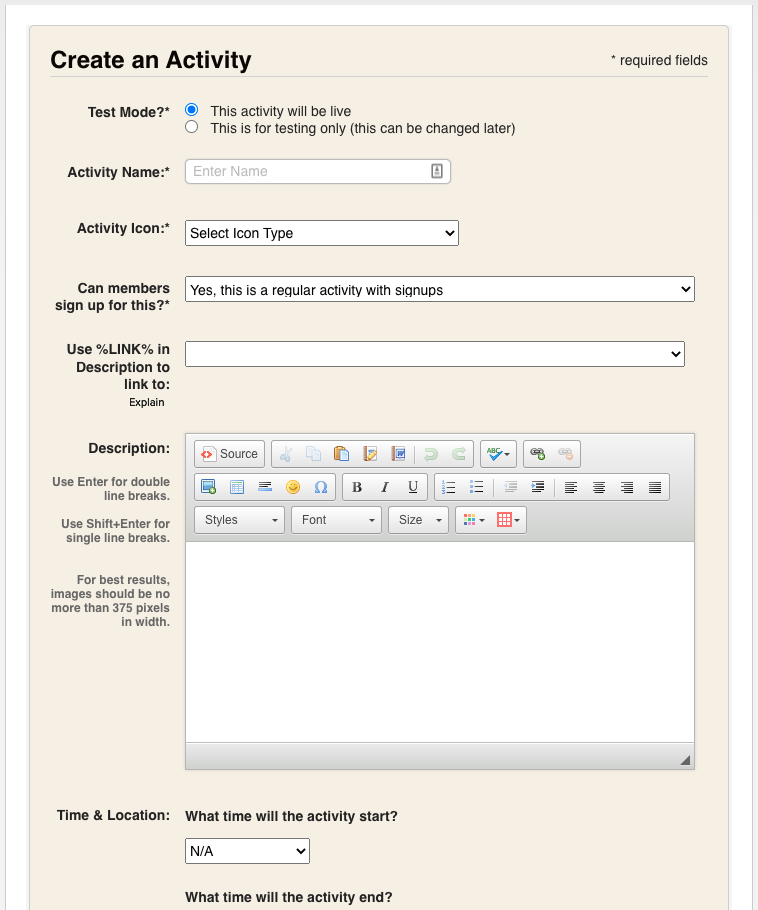 Create an Activity
* required fields
Test Mode?*
This activity will be live
This is for testing only (this can be changed later)
Activity Name:*
Enter Name
Activity Icon:*
Select Icon Type
Can members
sign up for this?*
Yes, this is a regular activity with signups
Use %LINK% in
Description to
link to:
Explain
Description:
Use Enter for double
line breaks.
Use Shift+Enter for
single line breaks.
For best results,
images should be no
more than 375 pixels
in width.
Source
ABC
Ω
B I U
Styles Font Size
Time & Location:
What time will the activity start?
N/A
What time will the activity end?